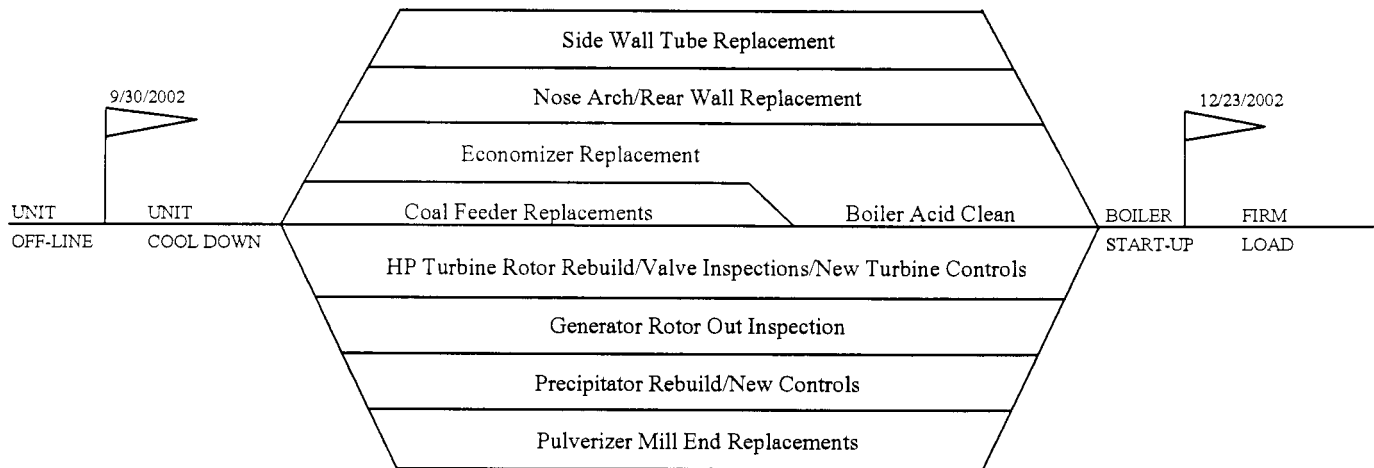 Side Wall Tube Replacement
9/30/2002
Nose Arch/Rear Wall Replacement
12/23/2002
Economizer Replacement
UNIT
OFF-LINE
UNIT
COOL DOWN
Coal Feeder Replacements
Boiler Acid Clean
BOILER
START-UP
FIRM
LOAD
HP Turbine Rotor Rebuild/Valve Inspections/New Turbine Controls
Generator Rotor Out Inspection
Precipitator Rebuild/New Controls
Pulverizer Mill End Replacements